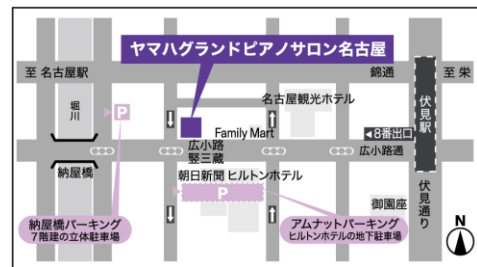 ヤマハグランドピアノサロン名古屋
至 名古屋駅
錦通
至 栄
堀川
P
名古屋観光ホテル
伏見駅
Family Mart
◀8番出口
広小路
竪三蔵
広小路通
納屋橋
朝日新聞 ヒルトンホテル
P
御園座
伏見通り
納屋橋パーキング
7階建の立体駐車場
アムナットパーキング
ヒルトンホテルの地下駐車場
N